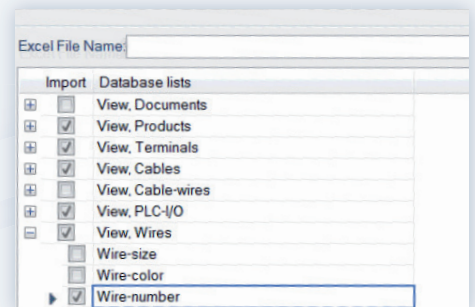 Excel File Name:
Import Database lists
View, Documents
View, Products
View, Terminals
View, Cables
View, Cable-wires
View, PLC-I/O
View, Wires
Wire-size
Wire-color
Wire-number